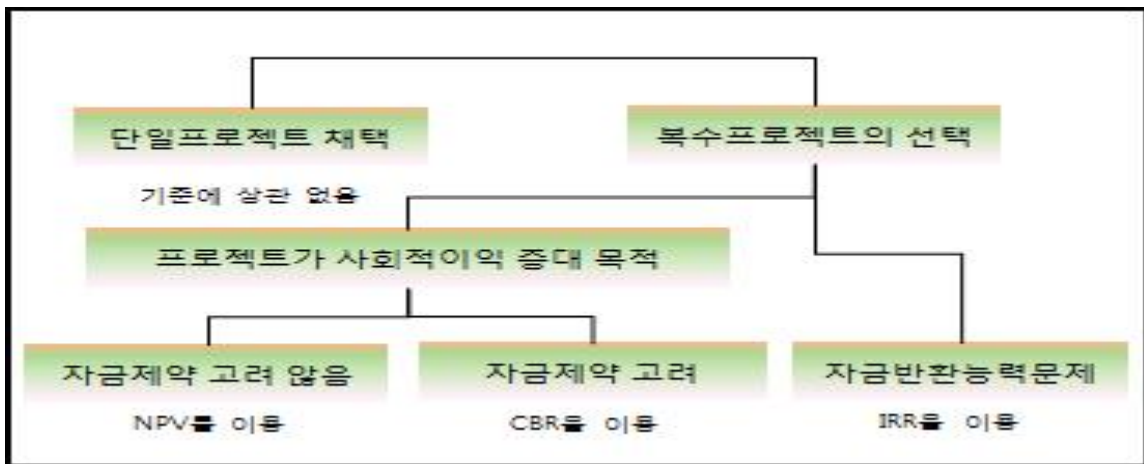 단일프로젝트 채택
복수프로젝트의 선택
기준에 상관 없음
프로젝트가 사회적이익 증대 목적
자금제약 고려 않음
자금제약 고려
자금반환능력문제
NPV를 이용
CBR을 이용
IRR을 이용